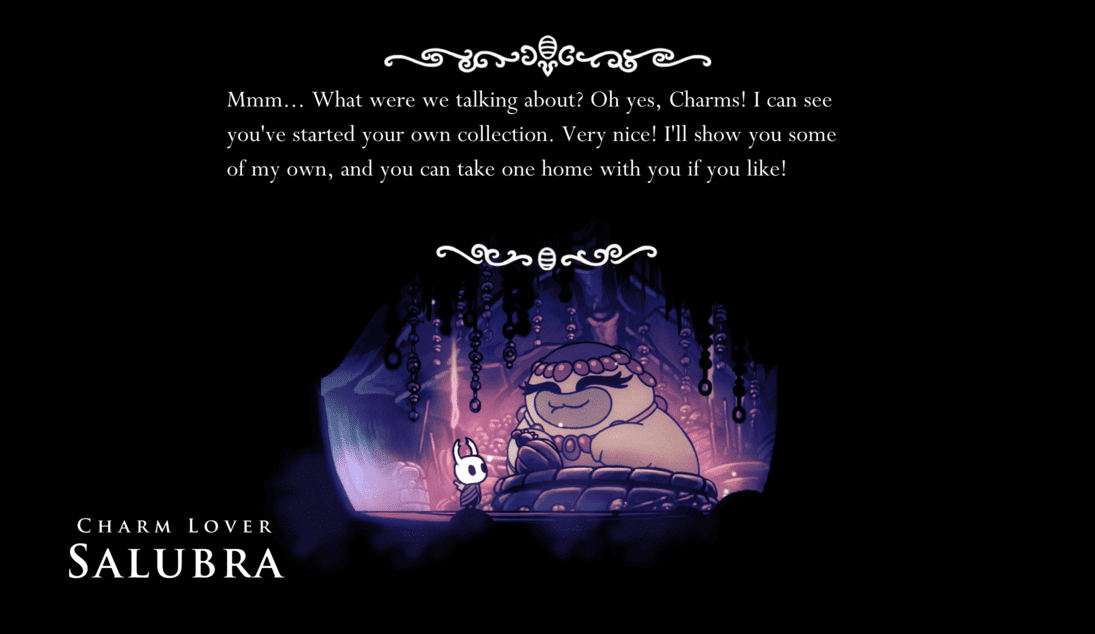 Mmm... What were we talking about? Oh yes, Charms! I can see
you've started your own collection. Very nice! I'll show you some
of my own, and you can take one home with you if you like!
Charm Lover
Salubra